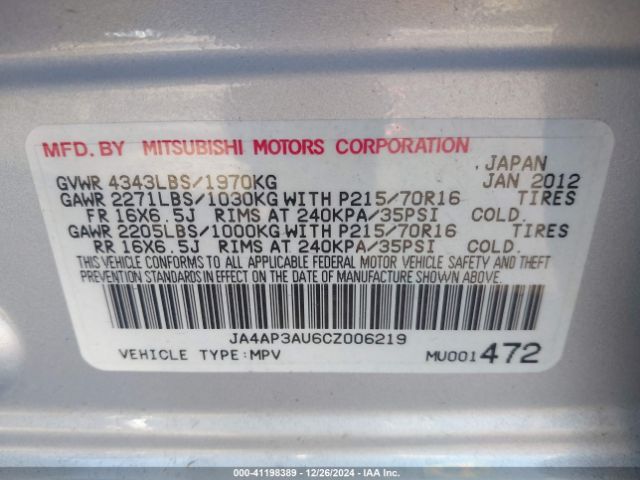 MFD. BY MITSUBISHI MOTORS CORPORATION
, JAPAN
GVWR 4343LBS/1970KG JAN 2012
GAWR 2271LBS/1030KG WITH P215/70R16 TIRES
FR 16X6.5J RIMS AT 240KPA/35PSI COLD.
GAWR 2205LBS/1000KG WITH P215/70R16 TIRES
RR 16X6.5J RIMS AT 240KPA/35PSI COLD.
THIS VEHICLE CONFORMS TO ALL APPLICABLE FEDERAL MOTOR VEHICLE SAFETY AND THEFT
PREVENTION STANDARDS IN EFFECT ON THE DATE OF MANUFACTURE SHOWN ABOVE.
JA4AP3AU6CZ006219
VEHICLE TYPE:MPV MU001472
000-41198389 - 12/26/2024 - IAA, Inc.